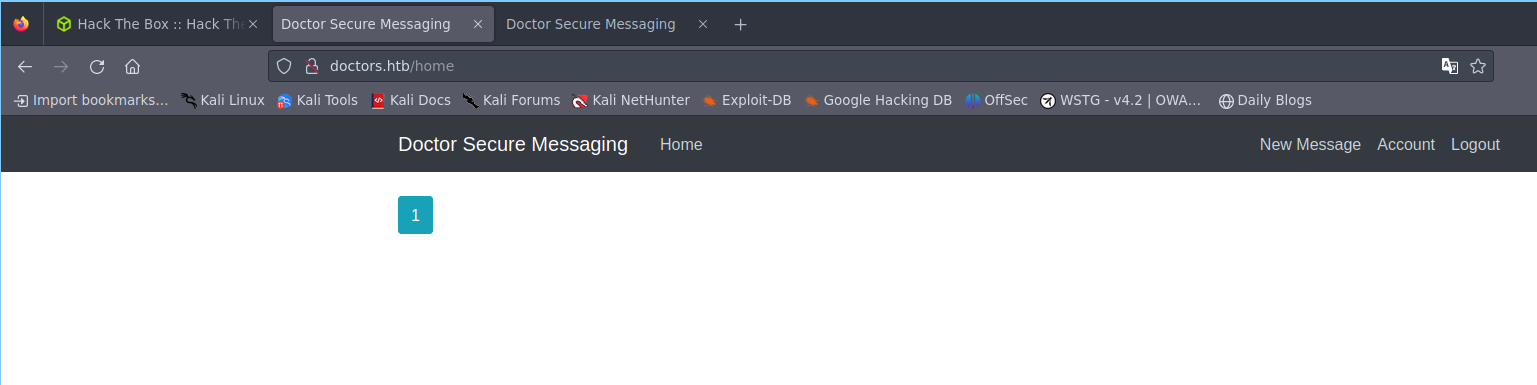 Hack The Box :: Hack The Doctor Secure Messaging Doctor Secure Messaging
doctors.htb/home
Import bookmarks... Kali Linux Kali Tools Kali Docs Kali Forums Kali NetHunter Exploit-DB Google Hacking DB OffSec WSTG - v4.2 | OWA... Daily Blogs
Doctor Secure Messaging Home New Message Account Logout
1